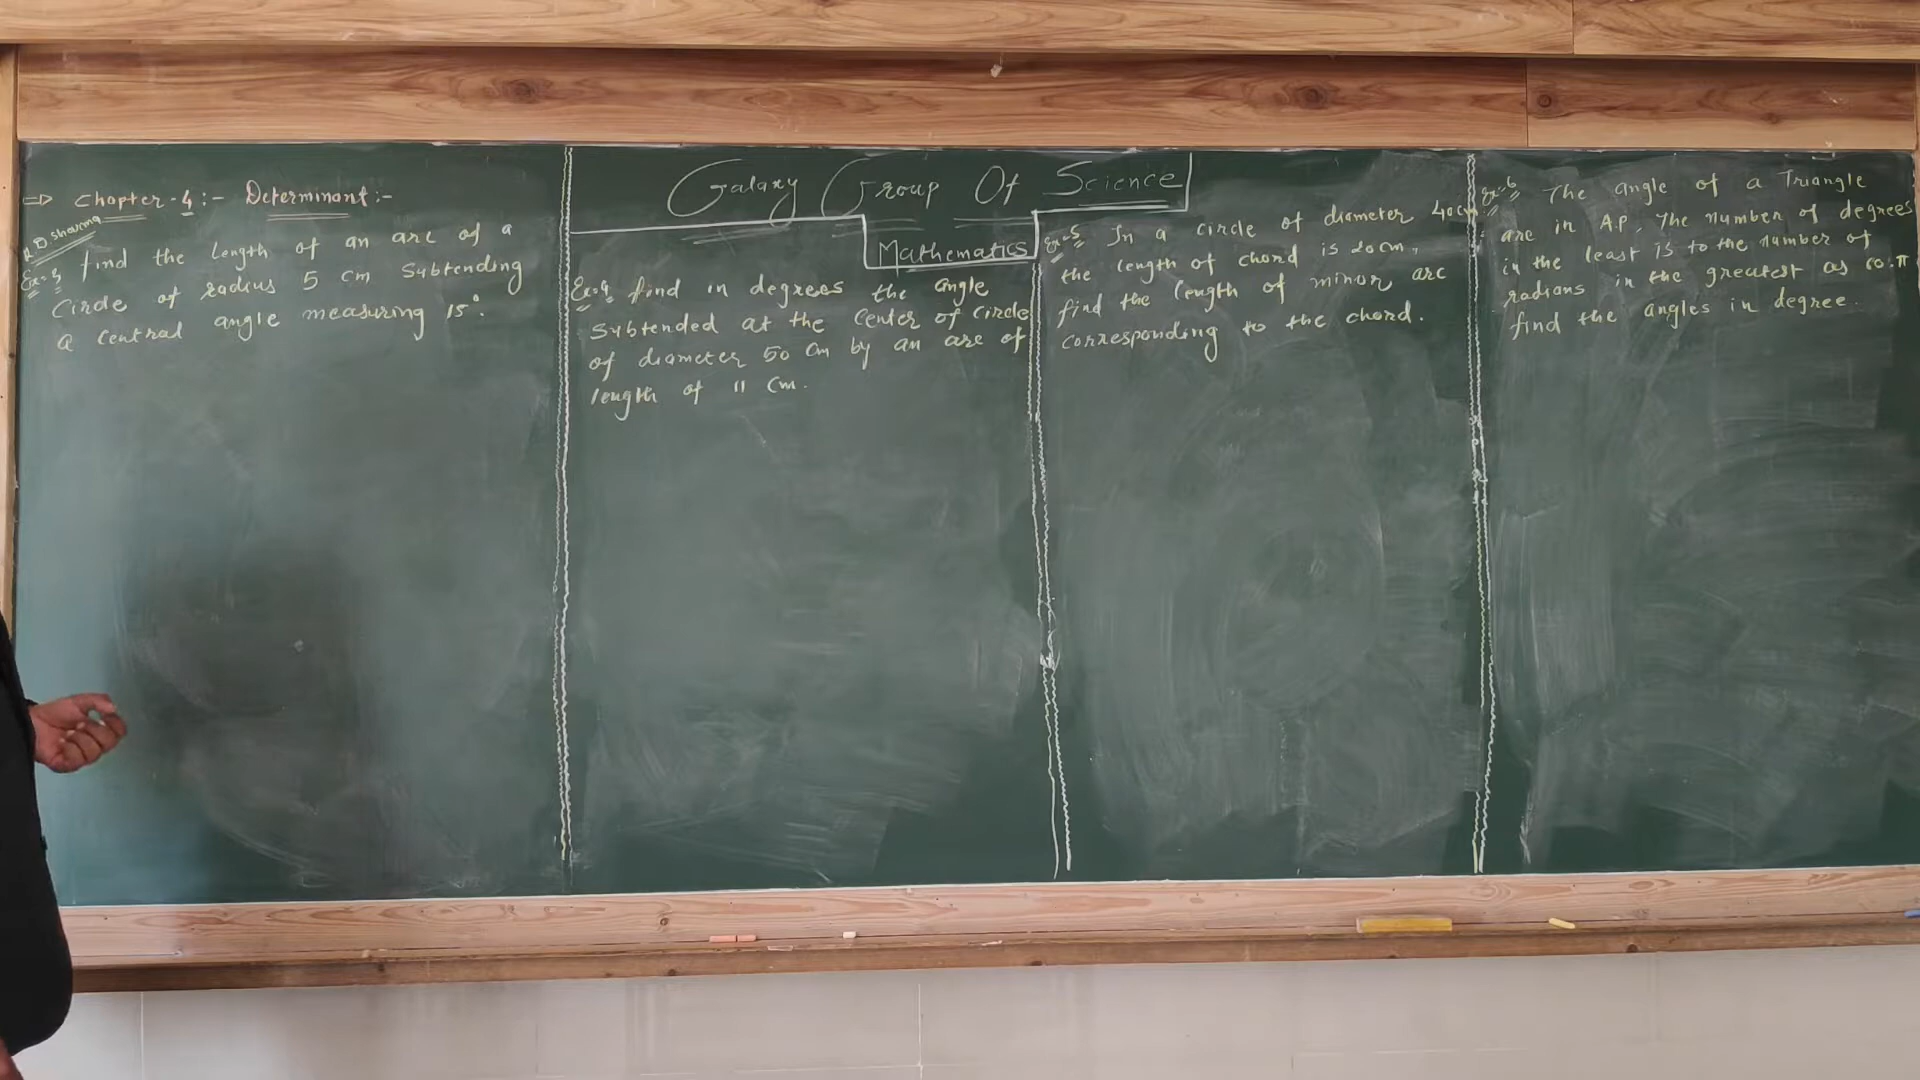 Galaxy Group Of Science
Mathematics
=> Chapter-4:- Determinant:-
R.D. Sharma
Ex:-3 find the length of an arc of a
Circle of radius 5 cm subtending
a central angle measuring 15°.
Ex:-4 find in degrees the angle
subtended at the center of circle
of diameter 50 cm by an arc of
length of 11 cm.
Ex:-5 In a circle of diameter 40cm,
the length of chord is 20cm,
find the length of minor arc
corresponding to the chord.
Ex:-6 The angle of a Triangle
are in A.P, The number of degrees
in the least is to the number of
radians in the greatest as 60:π
find the angles in degree.